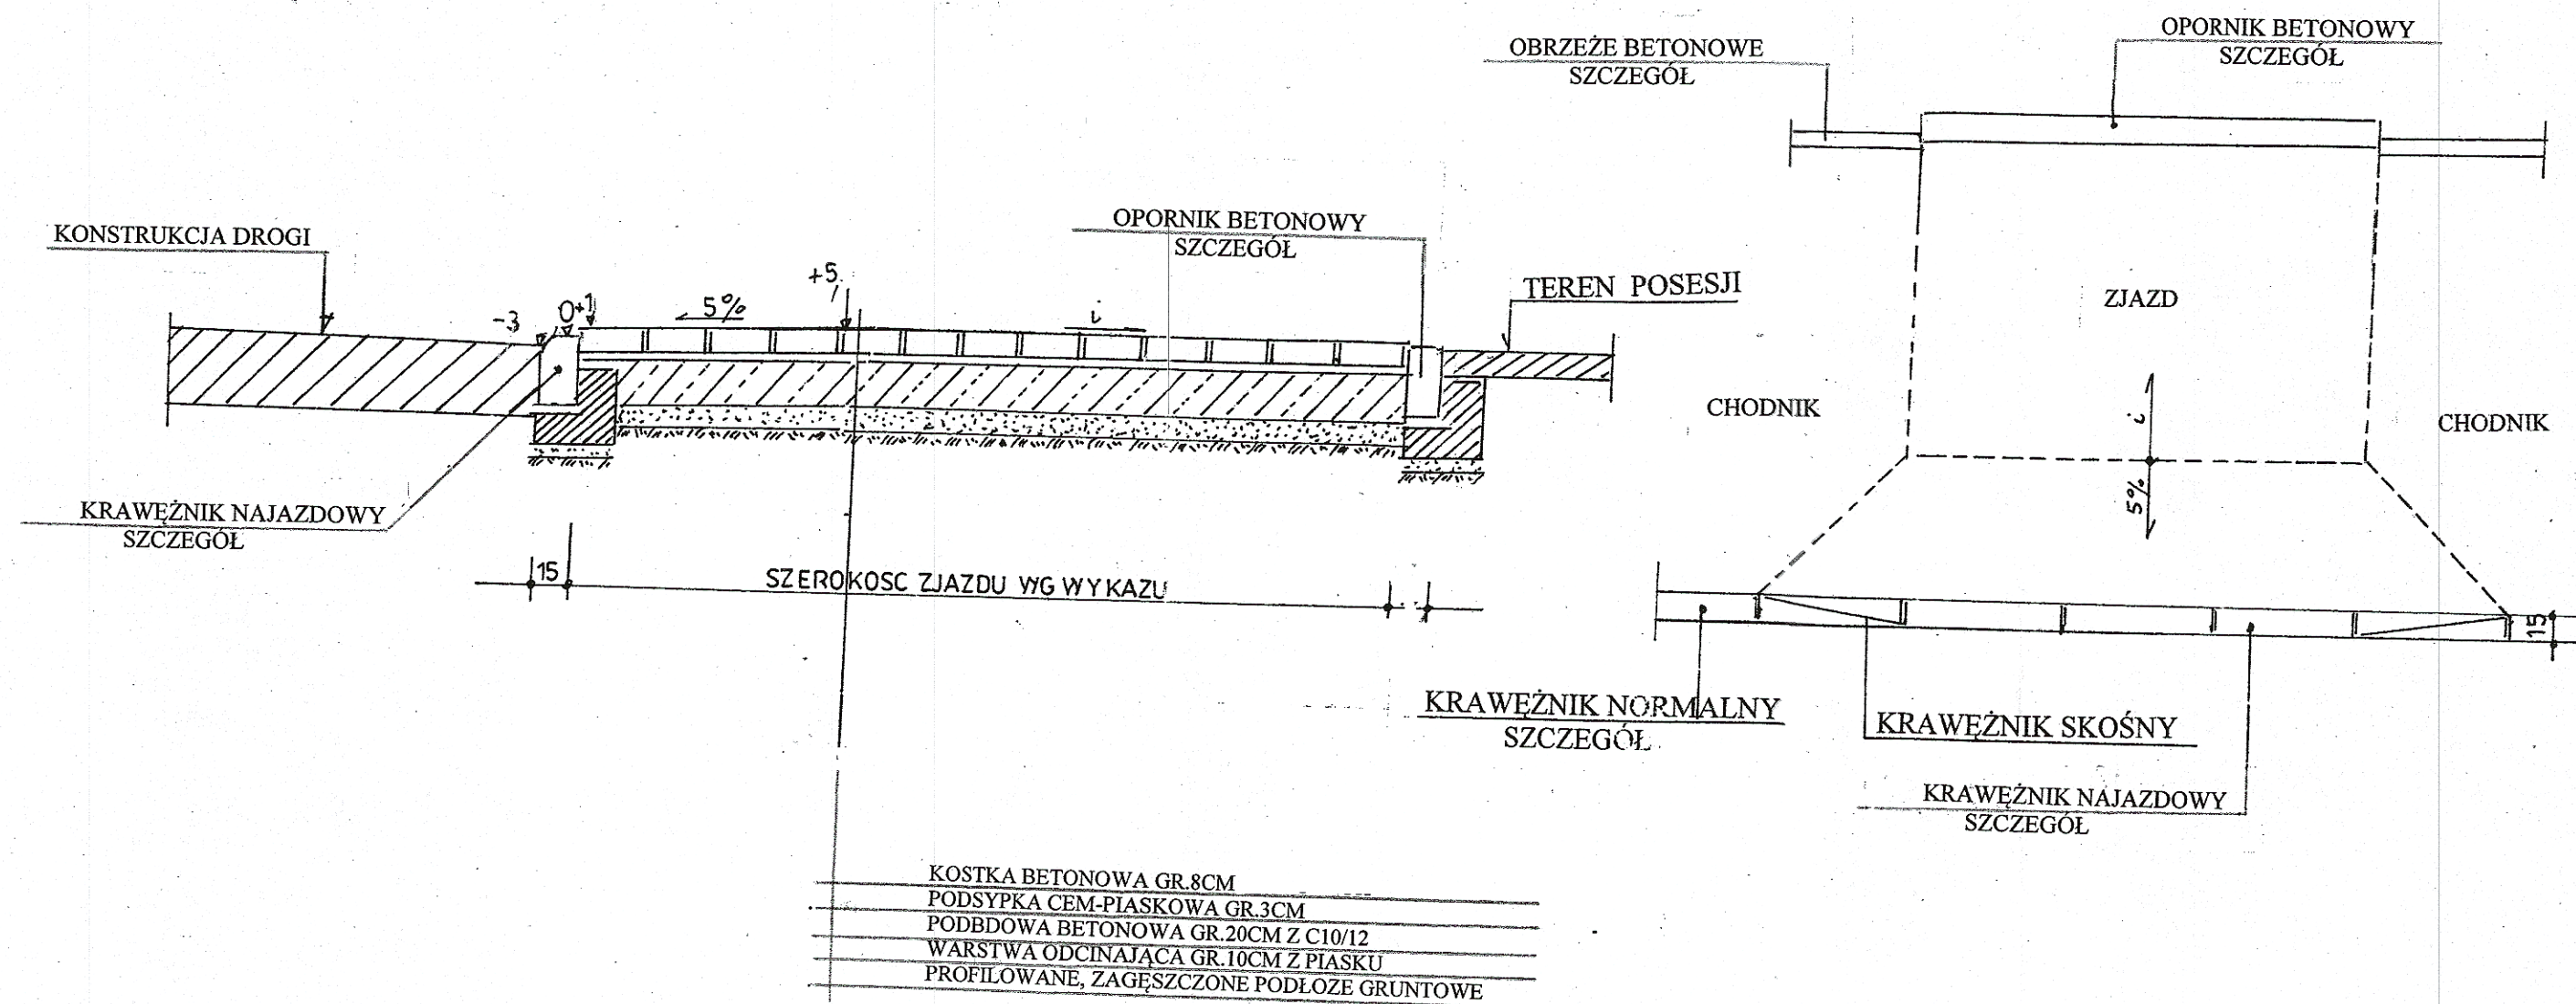 OPORNIK BETONOWY
SZCZEGÓŁ
OBRZEŻE BETONOWE
SZCZEGÓŁ
KONSTRUKCJA DROGI
OPORNIK BETONOWY
SZCZEGÓŁ
TEREN POSESJI
-3
0
+1
5%
+5
i
ZJAZD
CHODNIK
CHODNIK
i
5%
KRAWĘŻNIK NAJAZDOWY
SZCZEGÓŁ
15
SZEROKOSC ZJAZDU WG WYKAZU
15
KRAWĘŻNIK NORMALNY
SZCZEGÓŁ
KRAWĘŻNIK SKOŚNY
KRAWĘŻNIK NAJAZDOWY
SZCZEGÓŁ
KOSTKA BETONOWA GR.8CM
PODSYPKA CEM-PIASKOWA GR.3CM
PODBDOWA BETONOWA GR.20CM Z C10/12
WARSTWA ODCINAJĄCA GR.10CM Z PIASKU
PROFILOWANE, ZAGĘSZCZONE PODŁOZE GRUNTOWE